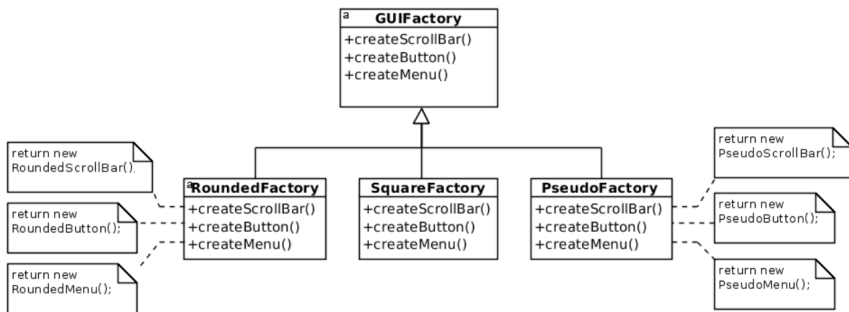 a
GUIFactory
+createScrollBar()
+createButton()
+createMenu()
return new
RoundedScrollBar().
return new
RoundedButton();
return new
RoundedMenu();
a
RoundedFactory
+createScrollBar()
+createButton()
+createMenu()
SquareFactory
+createScrollBar()
+createButton()
+createMenu()
PseudoFactory
+createScrollBar()
+createButton()
+createMenu()
return new
PseudoScrollBar();
return new
PseudoButton();
return new
PseudoMenu();